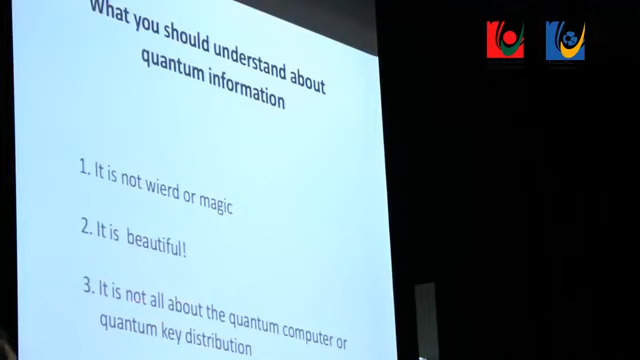 What you should understand about
quantum information
1. It is not wierd or magic
2. It is  beautiful!
3. It is not all about the quantum computer or
quantum key distribution